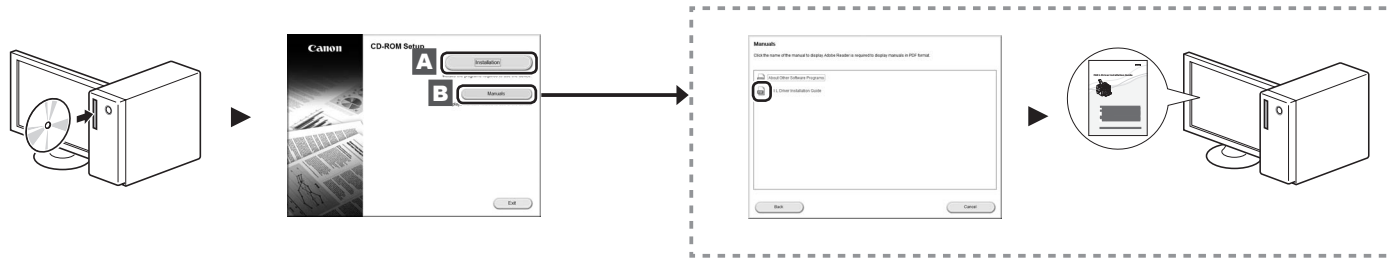 Canon
CD-ROM Setup
A
Installation
B
Manuals
Exit
Manuals
Click the name of the manual to display. Adobe Reader is required to display manuals in PDF format.
About Other Software Programs
Driver Installation Guide
Back
Cancel